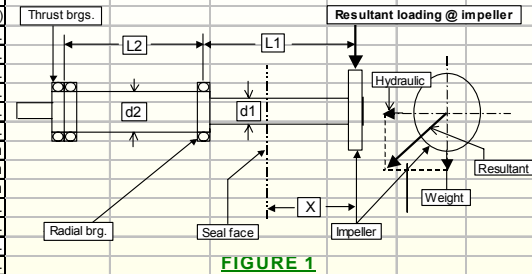 Thrust brgs.
Resultant loading @ impeller
L2
L1
Hydraulic
d2
d1
Resultant
Weight
X
Radial brg.
Seal face
Impeller
FIGURE 1